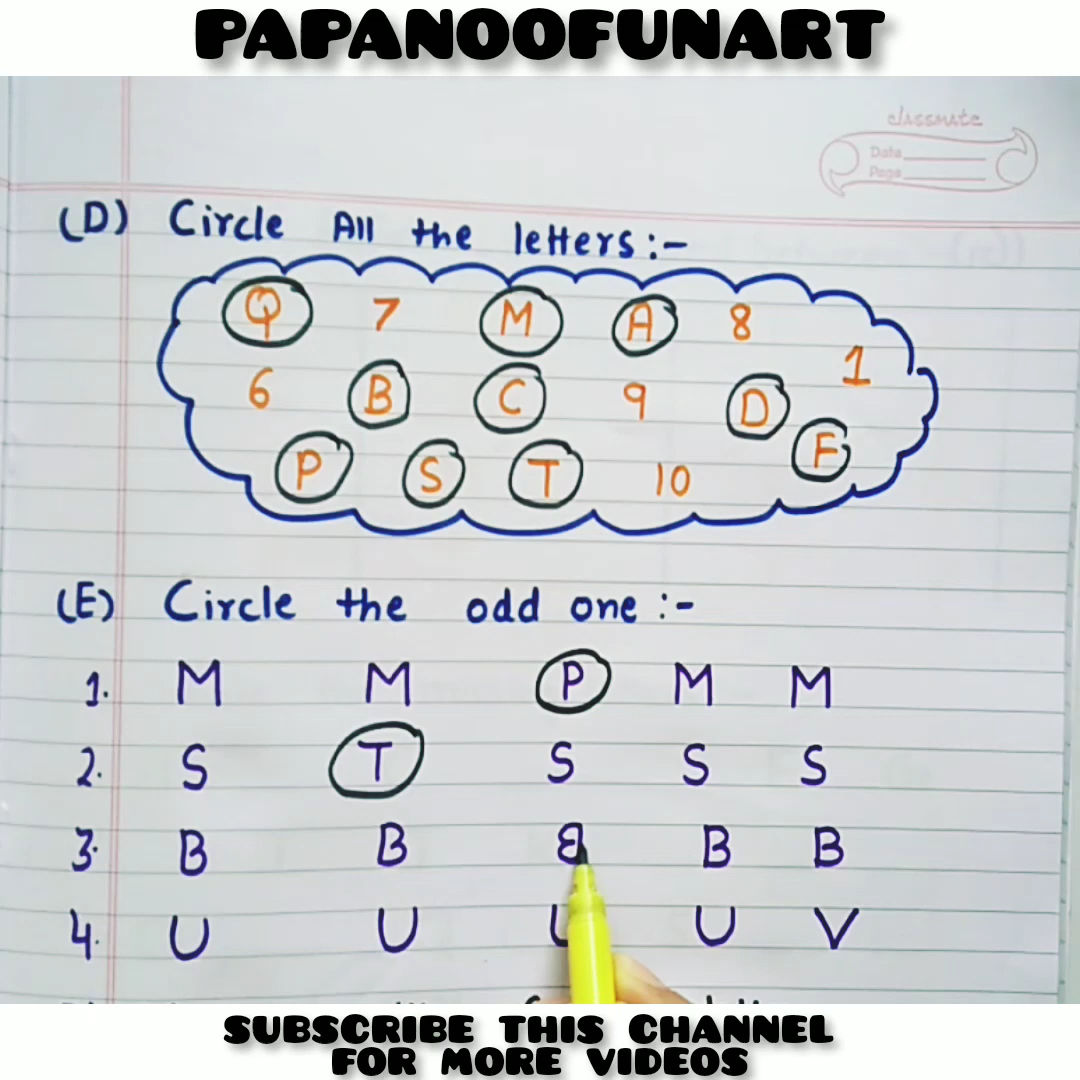 PAPANOOFUNART
classmate
Date
Page
(D) Circle All the letters:-
Q 7 M A 8
1
6 B C 9 D
F
P S T 10
(E) Circle the odd one :-
1. M M P M M
2. S T S S S
3. B B B B
4. U U U U V
SUBSCRIBE THIS CHANNEL
FOR MORE VIDEOS